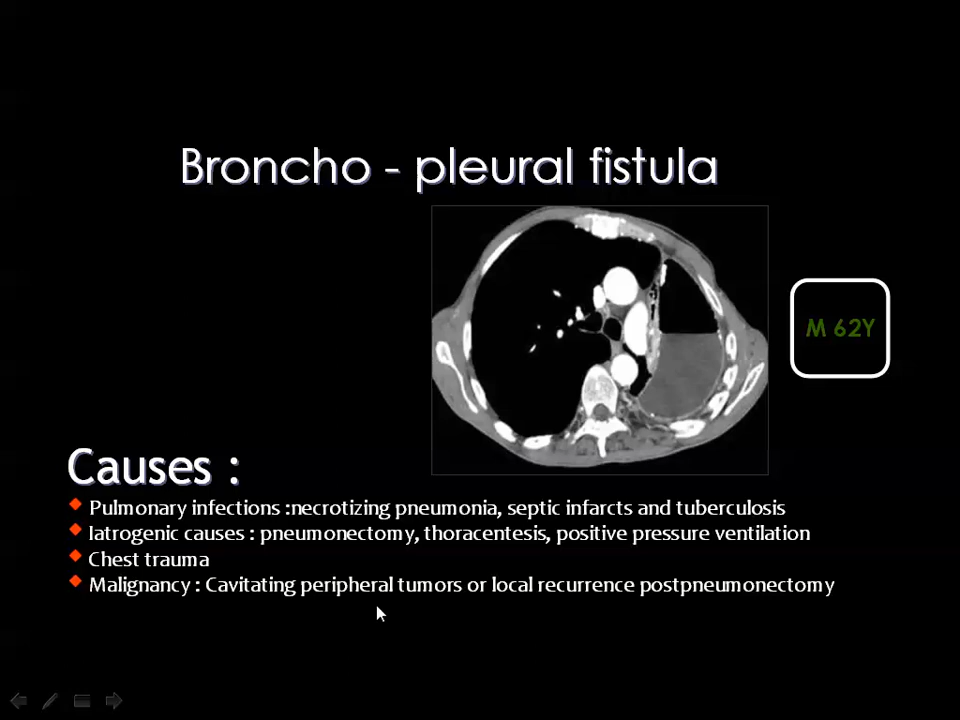 Broncho - pleural fistula
M 62Y
Causes :
Pulmonary infections :necrotizing pneumonia, septic infarcts and tuberculosis
Iatrogenic causes : pneumonectomy, thoracentesis, positive pressure ventilation
Chest trauma
Malignancy : Cavitating peripheral tumors or local recurrence postpneumonectomy